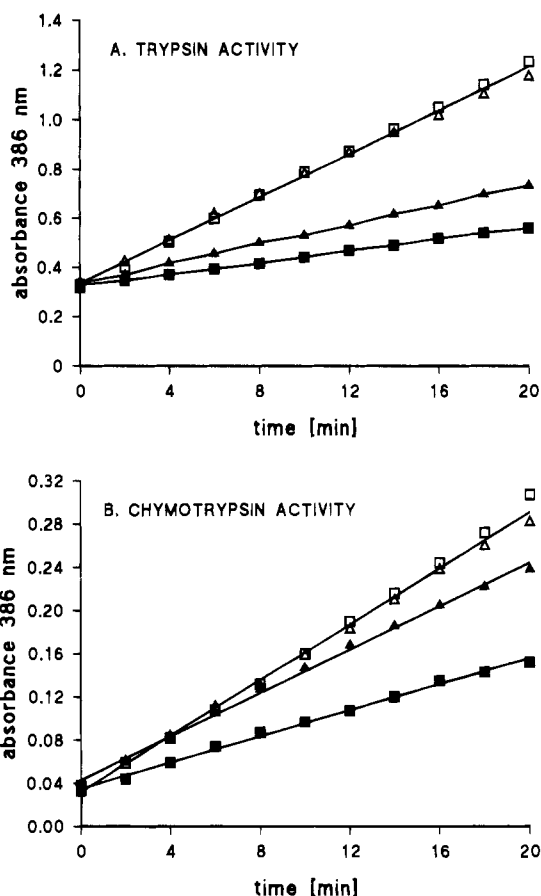 A. TRYPSIN ACTIVITY
absorbance 386 nm
1.4
1.2
1.0
0.8
0.6
0.4
0.2
0
0 4 8 12 16 20
time [min]
B. CHYMOTRYPSIN ACTIVITY
absorbance 386 nm
0.32
0.28
0.24
0.20
0.16
0.12
0.08
0.04
0.00
0 4 8 12 16 20
time [min]